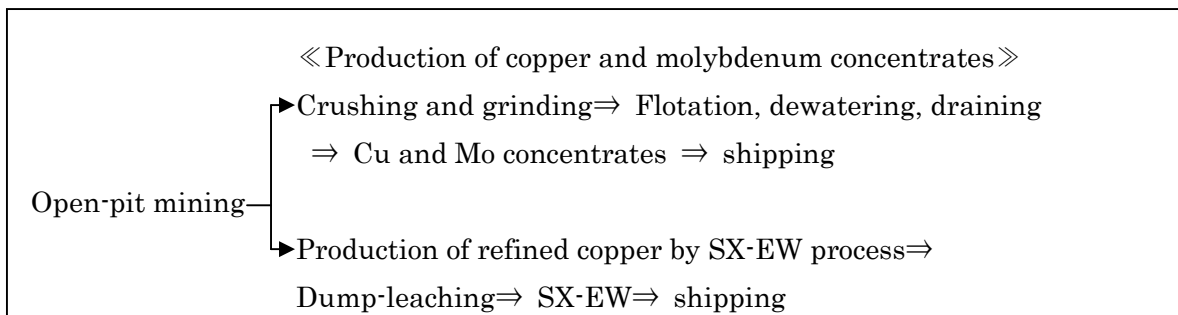 ≪Production of copper and molybdenum concentrates≫
Crushing and grinding⇒ Flotation, dewatering, draining
⇒ Cu and Mo concentrates ⇒ shipping
Open-pit mining
Production of refined copper by SX-EW process⇒
Dump-leaching⇒ SX-EW⇒ shipping